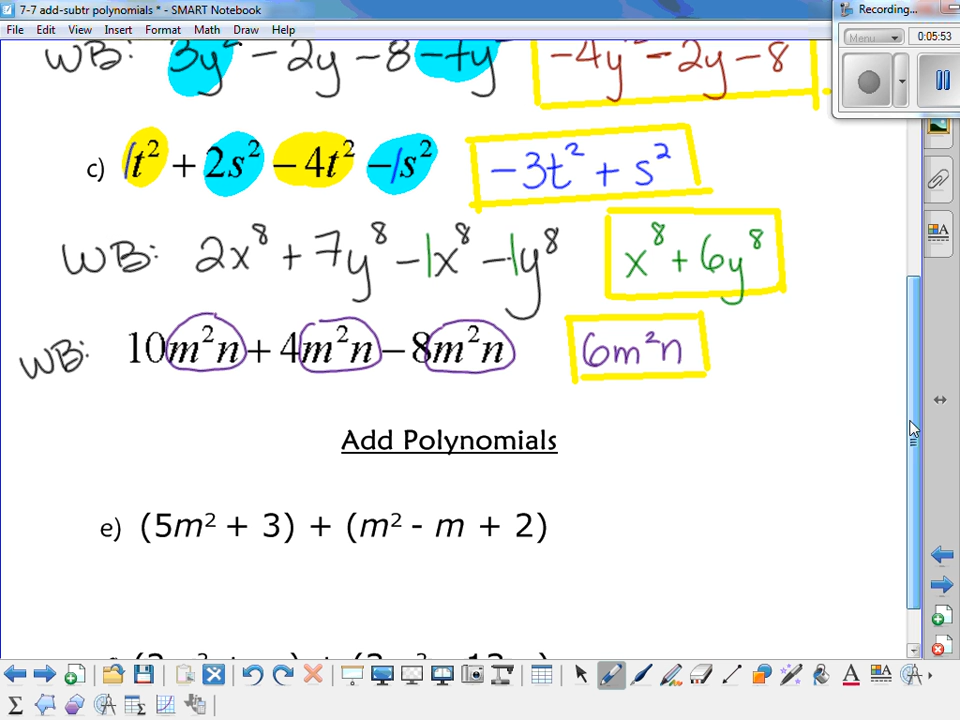 7-7 add-subtr polynomials * - SMART Notebook
Recording...
File Edit View Insert Format Math Draw Help
Menu 0:05:53
WB: 3y² - 2y - 8 - 7y² -4y² - 2y - 8
c) 1t² + 2s² - 4t² - 1s² -3t² + s²
WB: 2x⁸ + 7y⁸ - 1x⁸ - 1y⁸ x⁸ + 6y⁸
WB: 10m²n + 4m²n - 8m²n 6m²n
Add Polynomials
e) (5m² + 3) + (m² - m + 2)